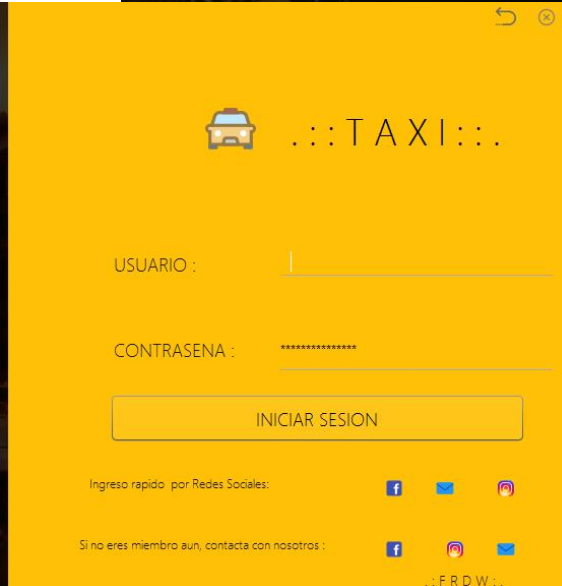 .::TAXI::.
USUARIO :
CONTRASENA : ***************
INICIAR SESION
Ingreso rapido por Redes Sociales:
Si no eres miembro aun, contacta con nosotros :
.:FRDW:.